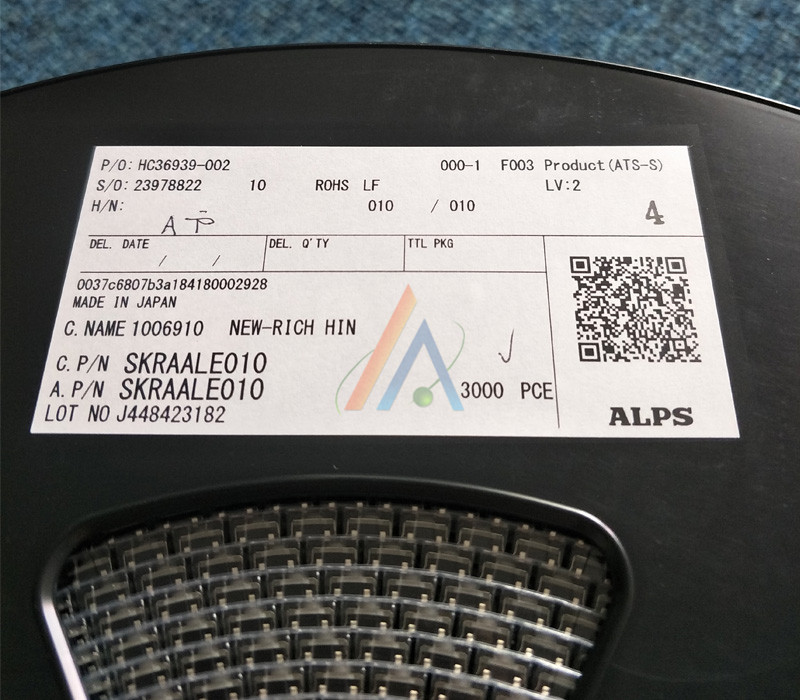 P/O: HC36939-002 000-1 F003 Product(ATS-S)
S/O: 23978822 10 ROHS LF LV:2
H/N: 010 / 010 4
DEL. DATE DEL. Q'TY TTL PKG
/ /
0037c6807b3a184180002928
MADE IN JAPAN
C. NAME 1006910 NEW-RICH HIN
C. P/N SKRAALE010
A. P/N SKRAALE010 3000 PCE
LOT NO J448423182
ALPS